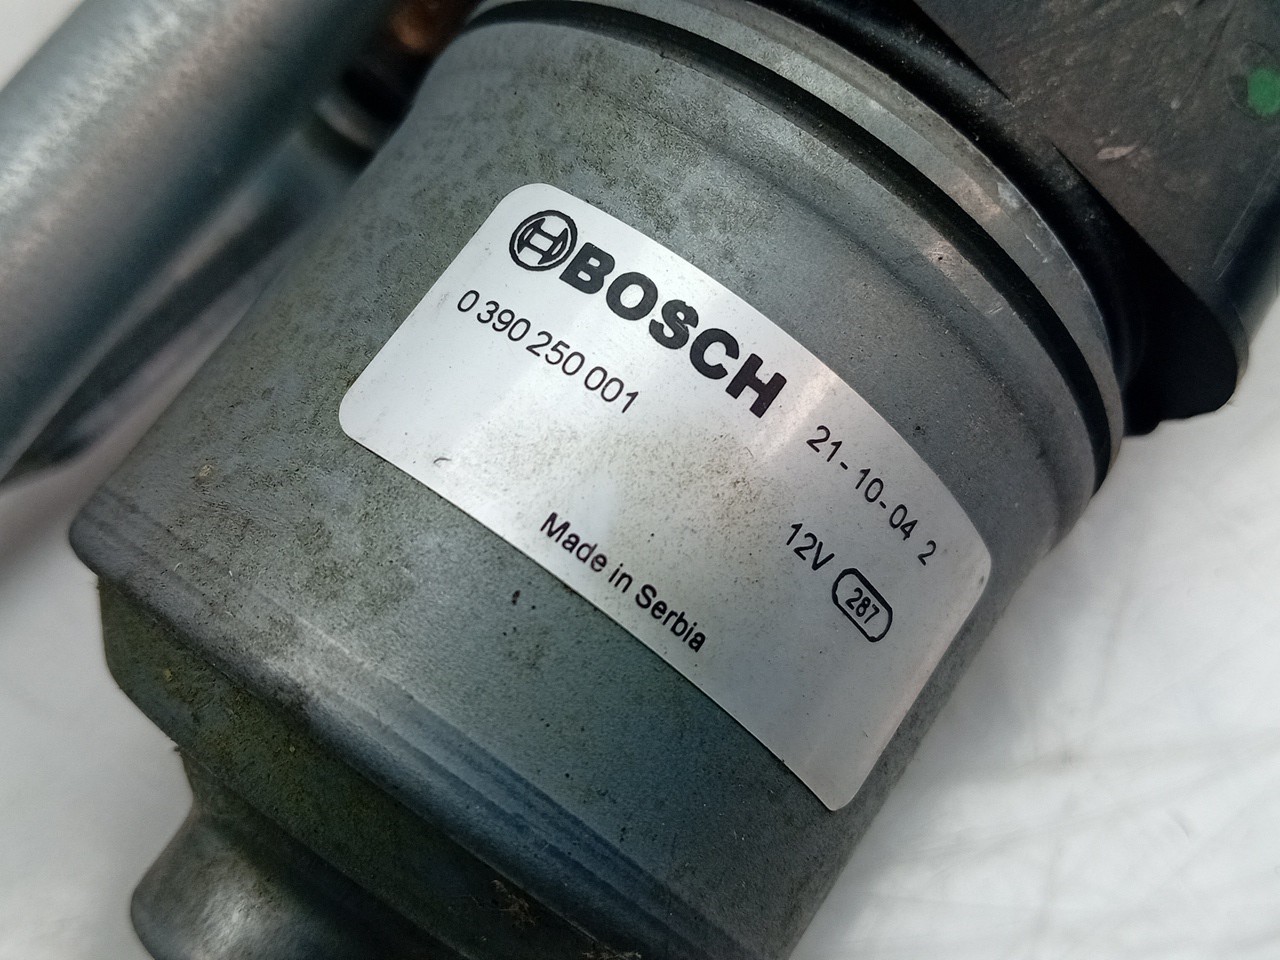 BOSCH
0 390 250 001
21-10-04 2
12V 287
Made in Serbia